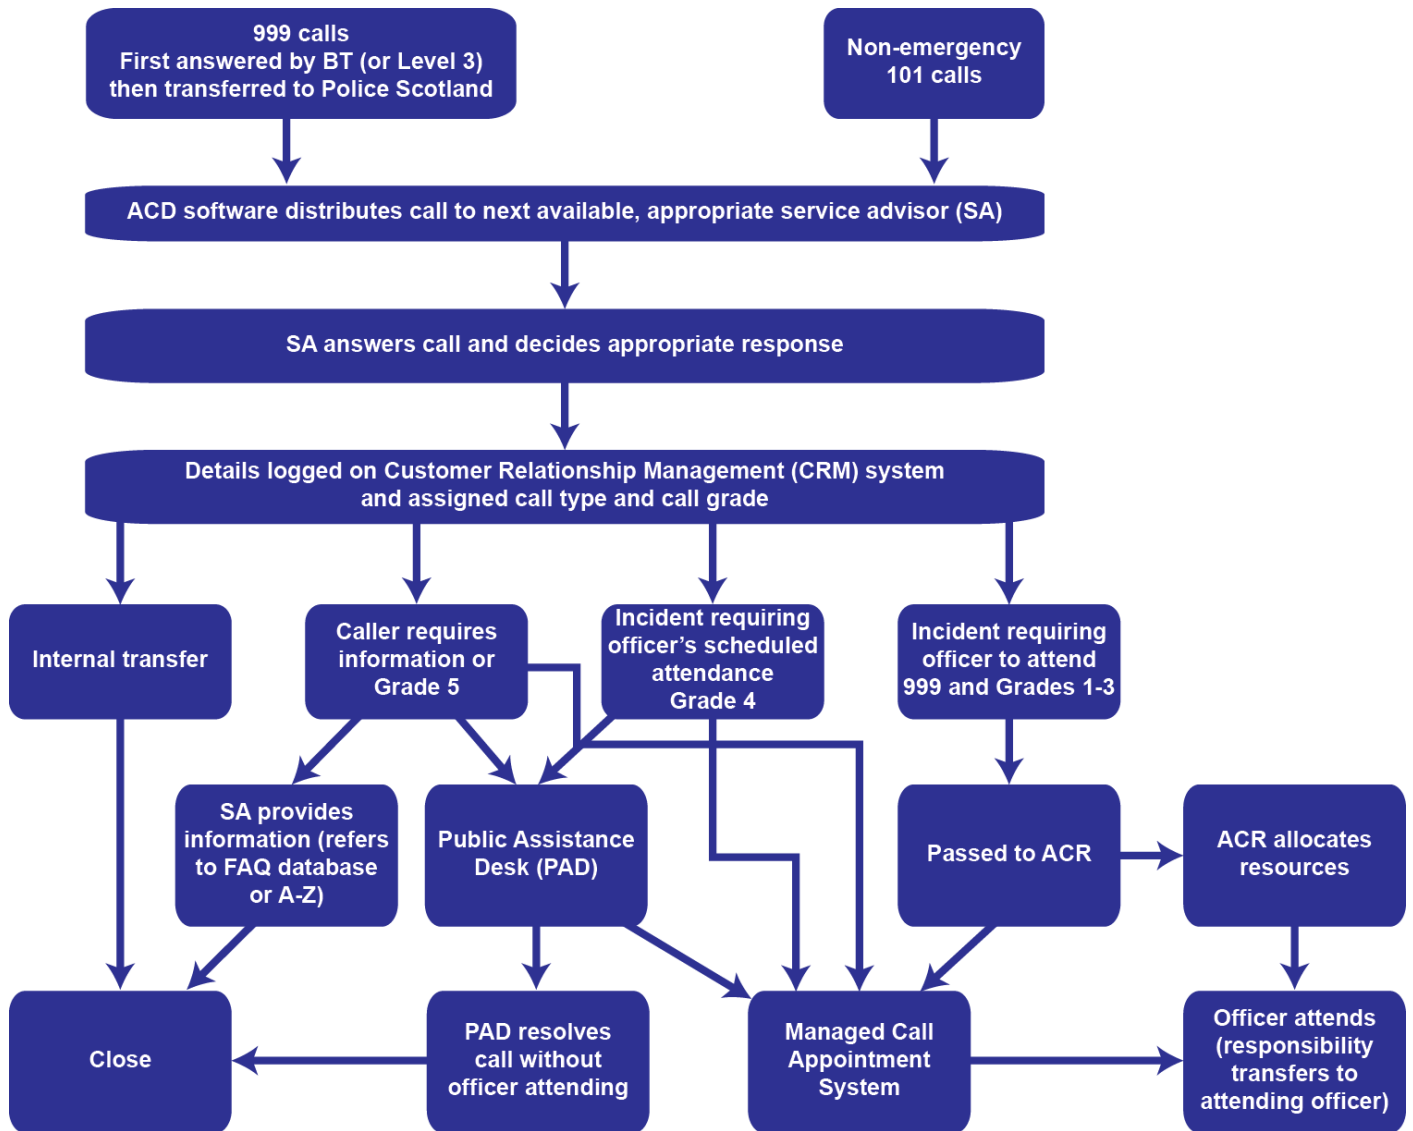 999 calls
First answered by BT (or Level 3)
then transferred to Police Scotland
Non-emergency
101 calls
ACD software distributes call to next available, appropriate service advisor (SA)
SA answers call and decides appropriate response
Details logged on Customer Relationship Management (CRM) system
and assigned call type and call grade
Internal transfer
Caller requires
information or
Grade 5
Incident requiring
officer’s scheduled
attendance
Grade 4
Incident requiring
officer to attend
999 and Grades 1-3
SA provides
information (refers
to FAQ database
or A-Z)
Public Assistance
Desk (PAD)
Passed to ACR
ACR allocates
resources
Close
PAD resolves
call without
officer attending
Managed Call
Appointment
System
Officer attends
(responsibility
transfers to
attending officer)